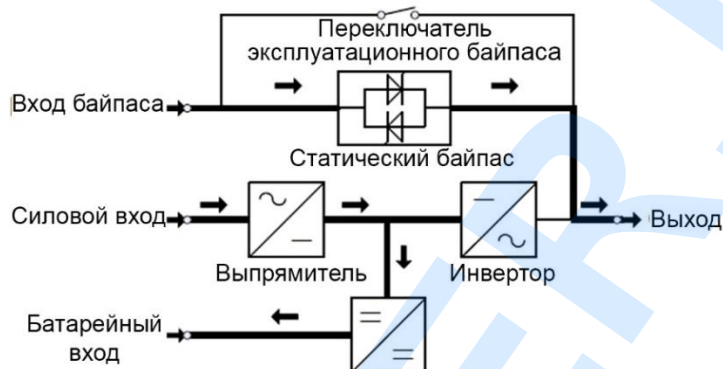 Переключатель
эксплуатационного байпаса
Вход байпаса
Статический байпас
Силовой вход
Выход
Выпрямитель
Инвертор
Батарейный
вход